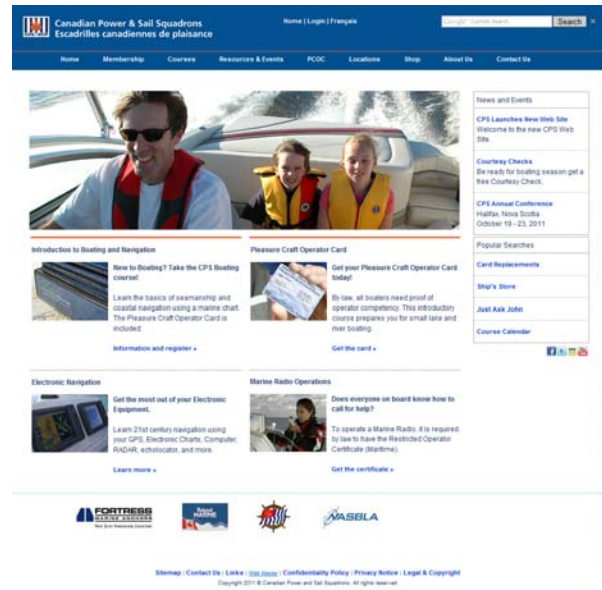 Canadian Power & Sail Squadrons
Escadrilles canadiennes de plaisance
Home | Login | Français
Search
Home Membership Courses Resources & Events PCOC Locations Shop About Us Contact Us
News and Events
CPS Launches New Web Site
Welcome to the new CPS Web
Site.
Courtesy Checks
Be ready for boating season get a
free Courtesy Check.
CPS Annual Conference
Halifax, Nova Scotia
October 19 - 23, 2011
Popular Searches
Card Replacements
Ship's Store
Just Ask John
Course Calendar
Introduction to Boating and Navigation
New to Boating? Take the CPS Boating
course!
Learn the basics of seamanship and
coastal navigation using a marine chart.
The Pleasure Craft Operator Card is
included.
Information and register »
Pleasure Craft Operator Card
Get your Pleasure Craft Operator Card
today!
By law, all boaters need proof of
operator competency. This introductory
course prepares you for small lake and
river boating.
Get the card »
Electronic Navigation
Get the most out of your Electronic
Equipment.
Learn 21st century navigation using
your GPS, Electronic Charts, Computer,
RADAR, echolocator, and more.
Learn more »
Marine Radio Operations
Does everyone on board know how to
call for help?
To operate a Marine Radio, it is required
by law to have the Restricted Operator
Certificate (Maritime).
Get the certificate »
FORTRESS
MARINE ANCHORS
MARINE
NASBLA
Sitemap | Contact Us | Links | Web Master | Confidentiality Policy | Privacy Notice | Legal & Copyright
Copyright 2011 © Canadian Power and Sail Squadrons. All rights reserved